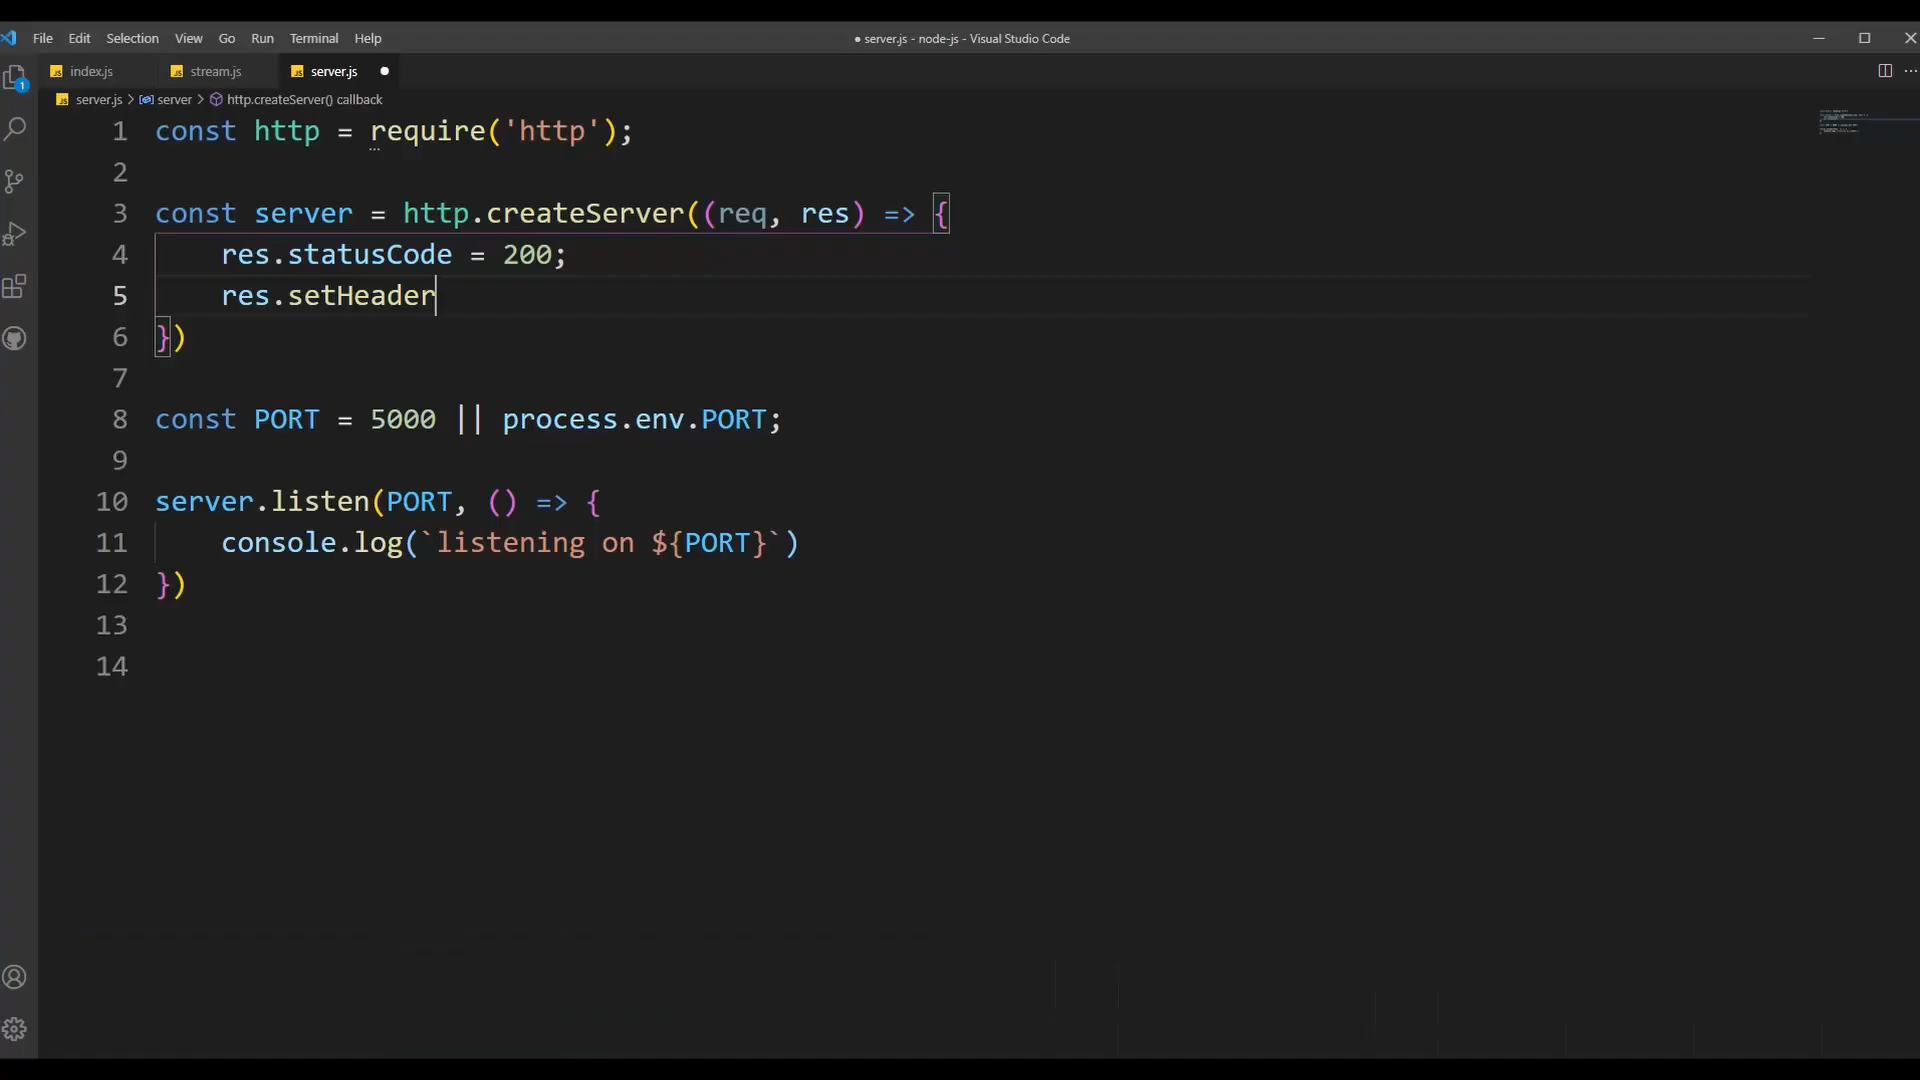 File Edit Selection View Go Run Terminal Help
● server.js - node-js - Visual Studio Code
index.js stream.js server.js
server.js > server > http.createServer() callback
1
1 const http = require('http');
2
3 const server = http.createServer((req, res) => {
4 res.statusCode = 200;
5 res.setHeader
6 })
7
8 const PORT = 5000 || process.env.PORT;
9
10 server.listen(PORT, () => {
11 console.log(`listening on ${PORT}`)
12 })
13
14